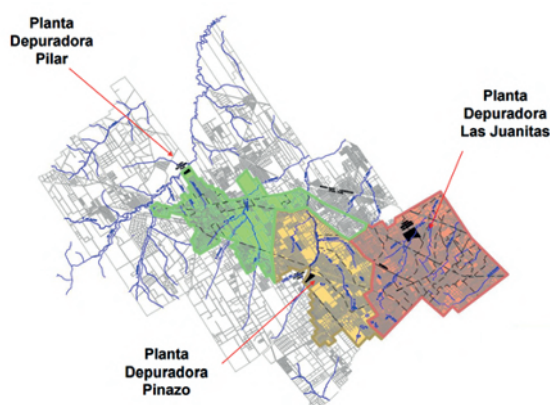 Planta
Depuradora
Pilar
Planta
Depuradora
Las Juanitas
Planta
Depuradora
Pinazo